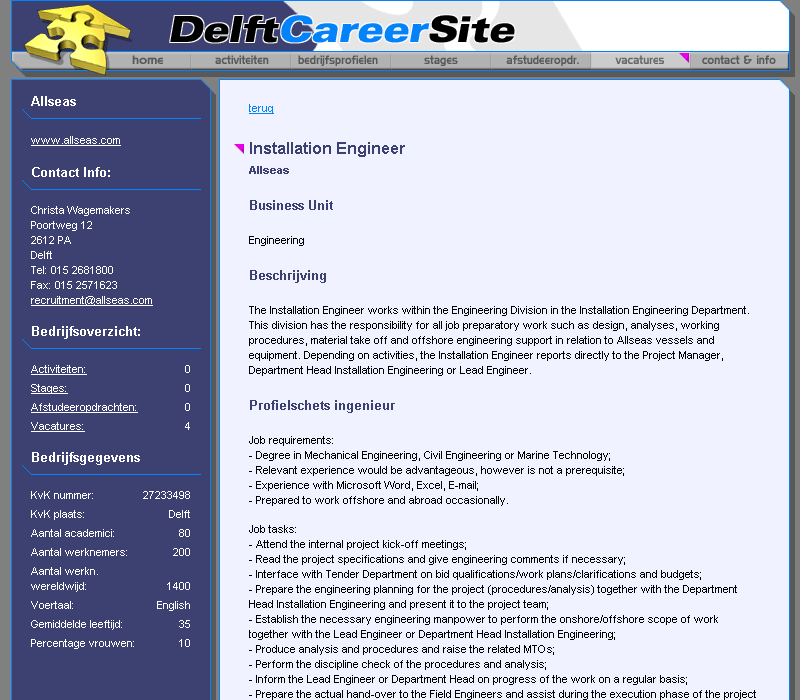 DelftCareerSite
home activiteiten bedrijfsprofielen stages afstudeeropdr. vacatures contact & info
Allseas
www.allseas.com
Contact Info:
Christa Wagemakers
Poortweg 12
2612 PA
Delft
Tel: 015 2681800
Fax: 015 2571623
recruitment@allseas.com
Bedrijfsoverzicht:
Activiteiten: 0
Stages: 0
Afstudeeropdrachten: 0
Vacatures: 4
Bedrijfsgegevens
KvK nummer: 27233498
KvK plaats: Delft
Aantal academici: 80
Aantal werknemers: 200
Aantal werkn.
wereldwijd: 1400
Voertaal: English
Gemiddelde leeftijd: 35
Percentage vrouwen: 10
terug
Installation Engineer
Allseas
Business Unit
Engineering
Beschrijving
The Installation Engineer works within the Engineering Division in the Installation Engineering Department.
This division has the responsibility for all job preparatory work such as design, analyses, working
procedures, material take off and offshore engineering support in relation to Allseas vessels and
equipment. Depending on activities, the Installation Engineer reports directly to the Project Manager,
Department Head Installation Engineering or Lead Engineer.
Profielschets ingenieur
Job requirements:
- Degree in Mechanical Engineering, Civil Engineering or Marine Technology;
- Relevant experience would be advantageous, however is not a prerequisite;
- Experience with Microsoft Word, Excel, E-mail;
- Prepared to work offshore and abroad occasionally.
Job tasks:
- Attend the internal project kick-off meetings;
- Read the project specifications and give engineering comments if necessary;
- Interface with Tender Department on bid qualifications/work plans/clarifications and budgets;
- Prepare the engineering planning for the project (procedures/analysis) together with the Department
Head Installation Engineering and present it to the project team;
- Establish the necessary engineering manpower to perform the onshore/offshore scope of work
together with the Lead Engineer or Department Head Installation Engineering;
- Produce analysis and procedures and raise the related MTOs;
- Perform the discipline check of the procedures and analysis;
- Inform the Lead Engineer or Department Head on progress of the work on a regular basis;
- Prepare the actual hand-over to the Field Engineers and assist during the execution phase of the project